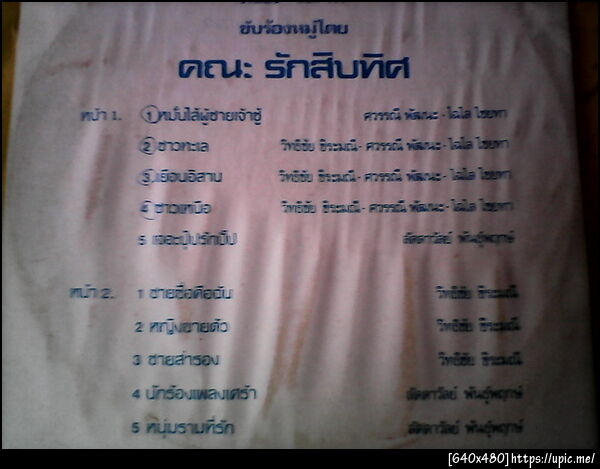 ขับร้องหมู่โดย
คณะ รักสิบทิศ
หน้า 1. 1 หมั่นไส้ผู้ชายเจ้าชู้ ศวรรณี พัฒนะ - ไฉไล ไชยทา
2 ชาวทะเล วิทธิชัย ชิระมณี - ศวรรณี พัฒนะ - ไฉไล ไชยทา
3 เยือนอิสาน วิทธิชัย ชิระมณี - ศวรรณี พัฒนะ - ไฉไล ไชยทา
4 ชาวเหนือ วิทธิชัย ชิระมณี - ศวรรณี พัฒนะ - ไฉไล ไชยทา
5 เจอะปุ๊ปรักปั๊ป ลัดดาวัลย์ พันธุ์พฤกษ์
หน้า 2. 1 ชายชื่อคือฉัน วิทธิชัย ชิระมณี
2 หญิงขายตัว วิทธิชัย ชิระมณี
3 ชายสำรอง วิทธิชัย ชิระมณี
4 นักร้องเพลงเศร้า ลัดดาวัลย์ พันธุ์พฤกษ์
5 หนุ่มรามที่รัก ลัดดาวัลย์ พันธุ์พฤกษ์
[640x480]https://upic.me/